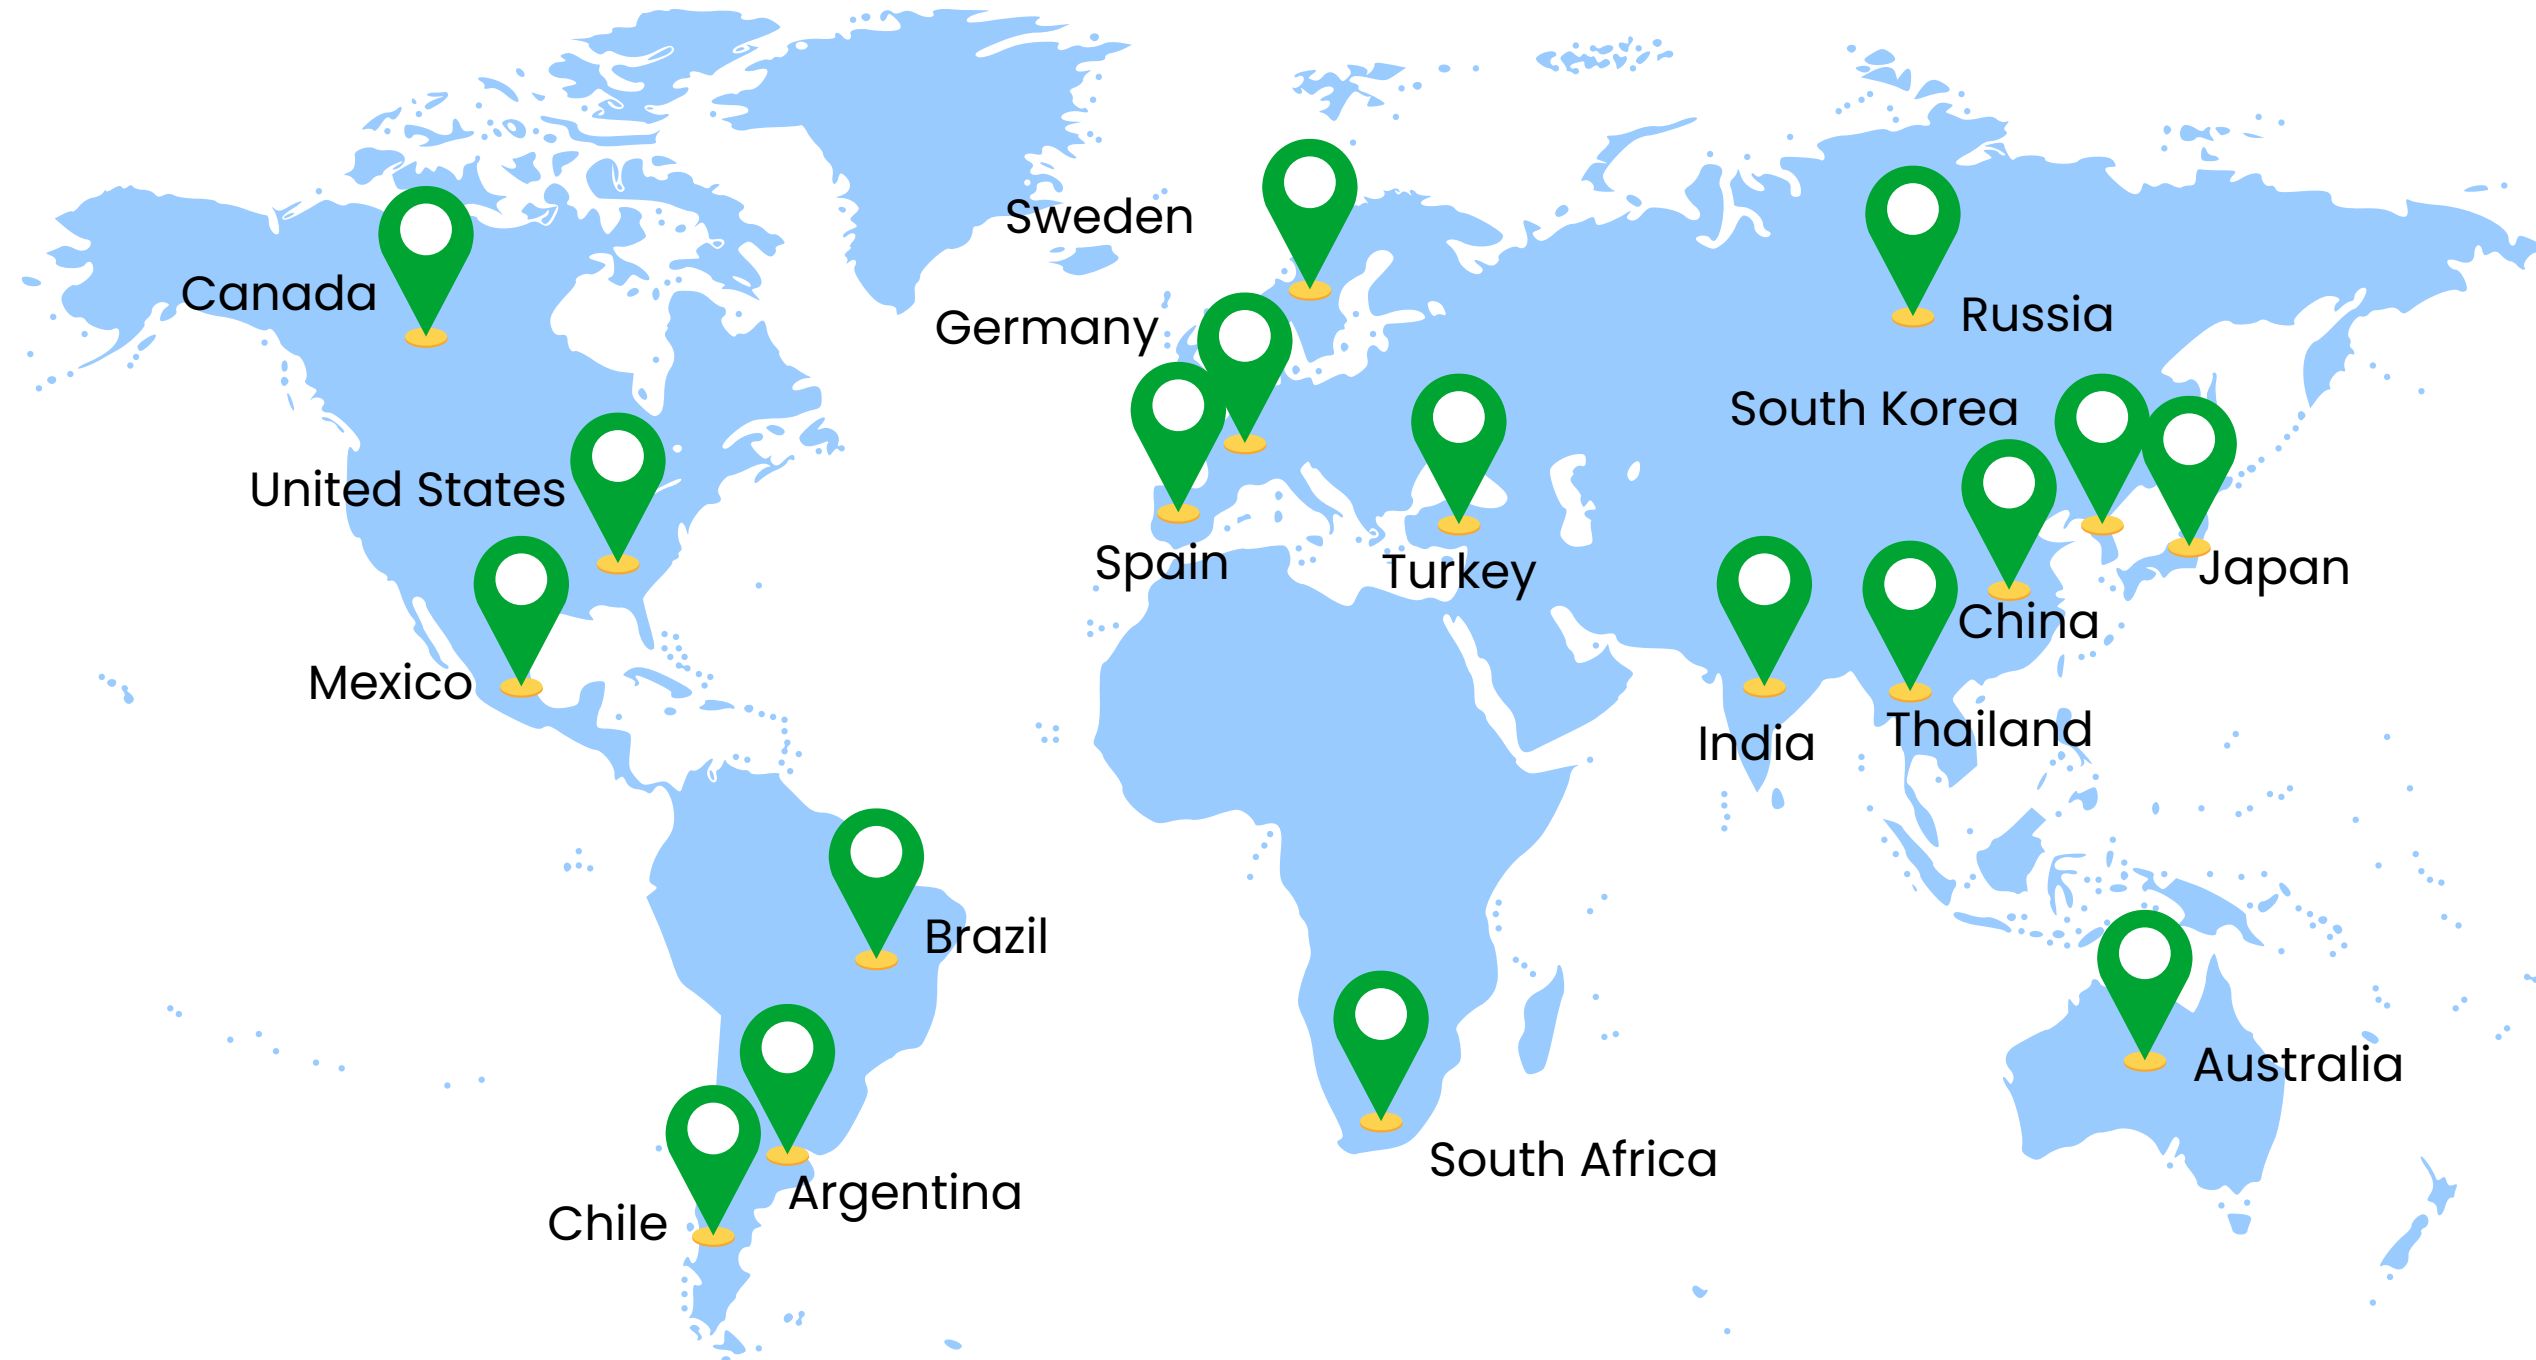 Sweden
Canada
Germany
Russia
South Korea
United States
Spain
Turkey
Japan
China
Mexico
India
Thailand
Brazil
Australia
South Africa
Argentina
Chile